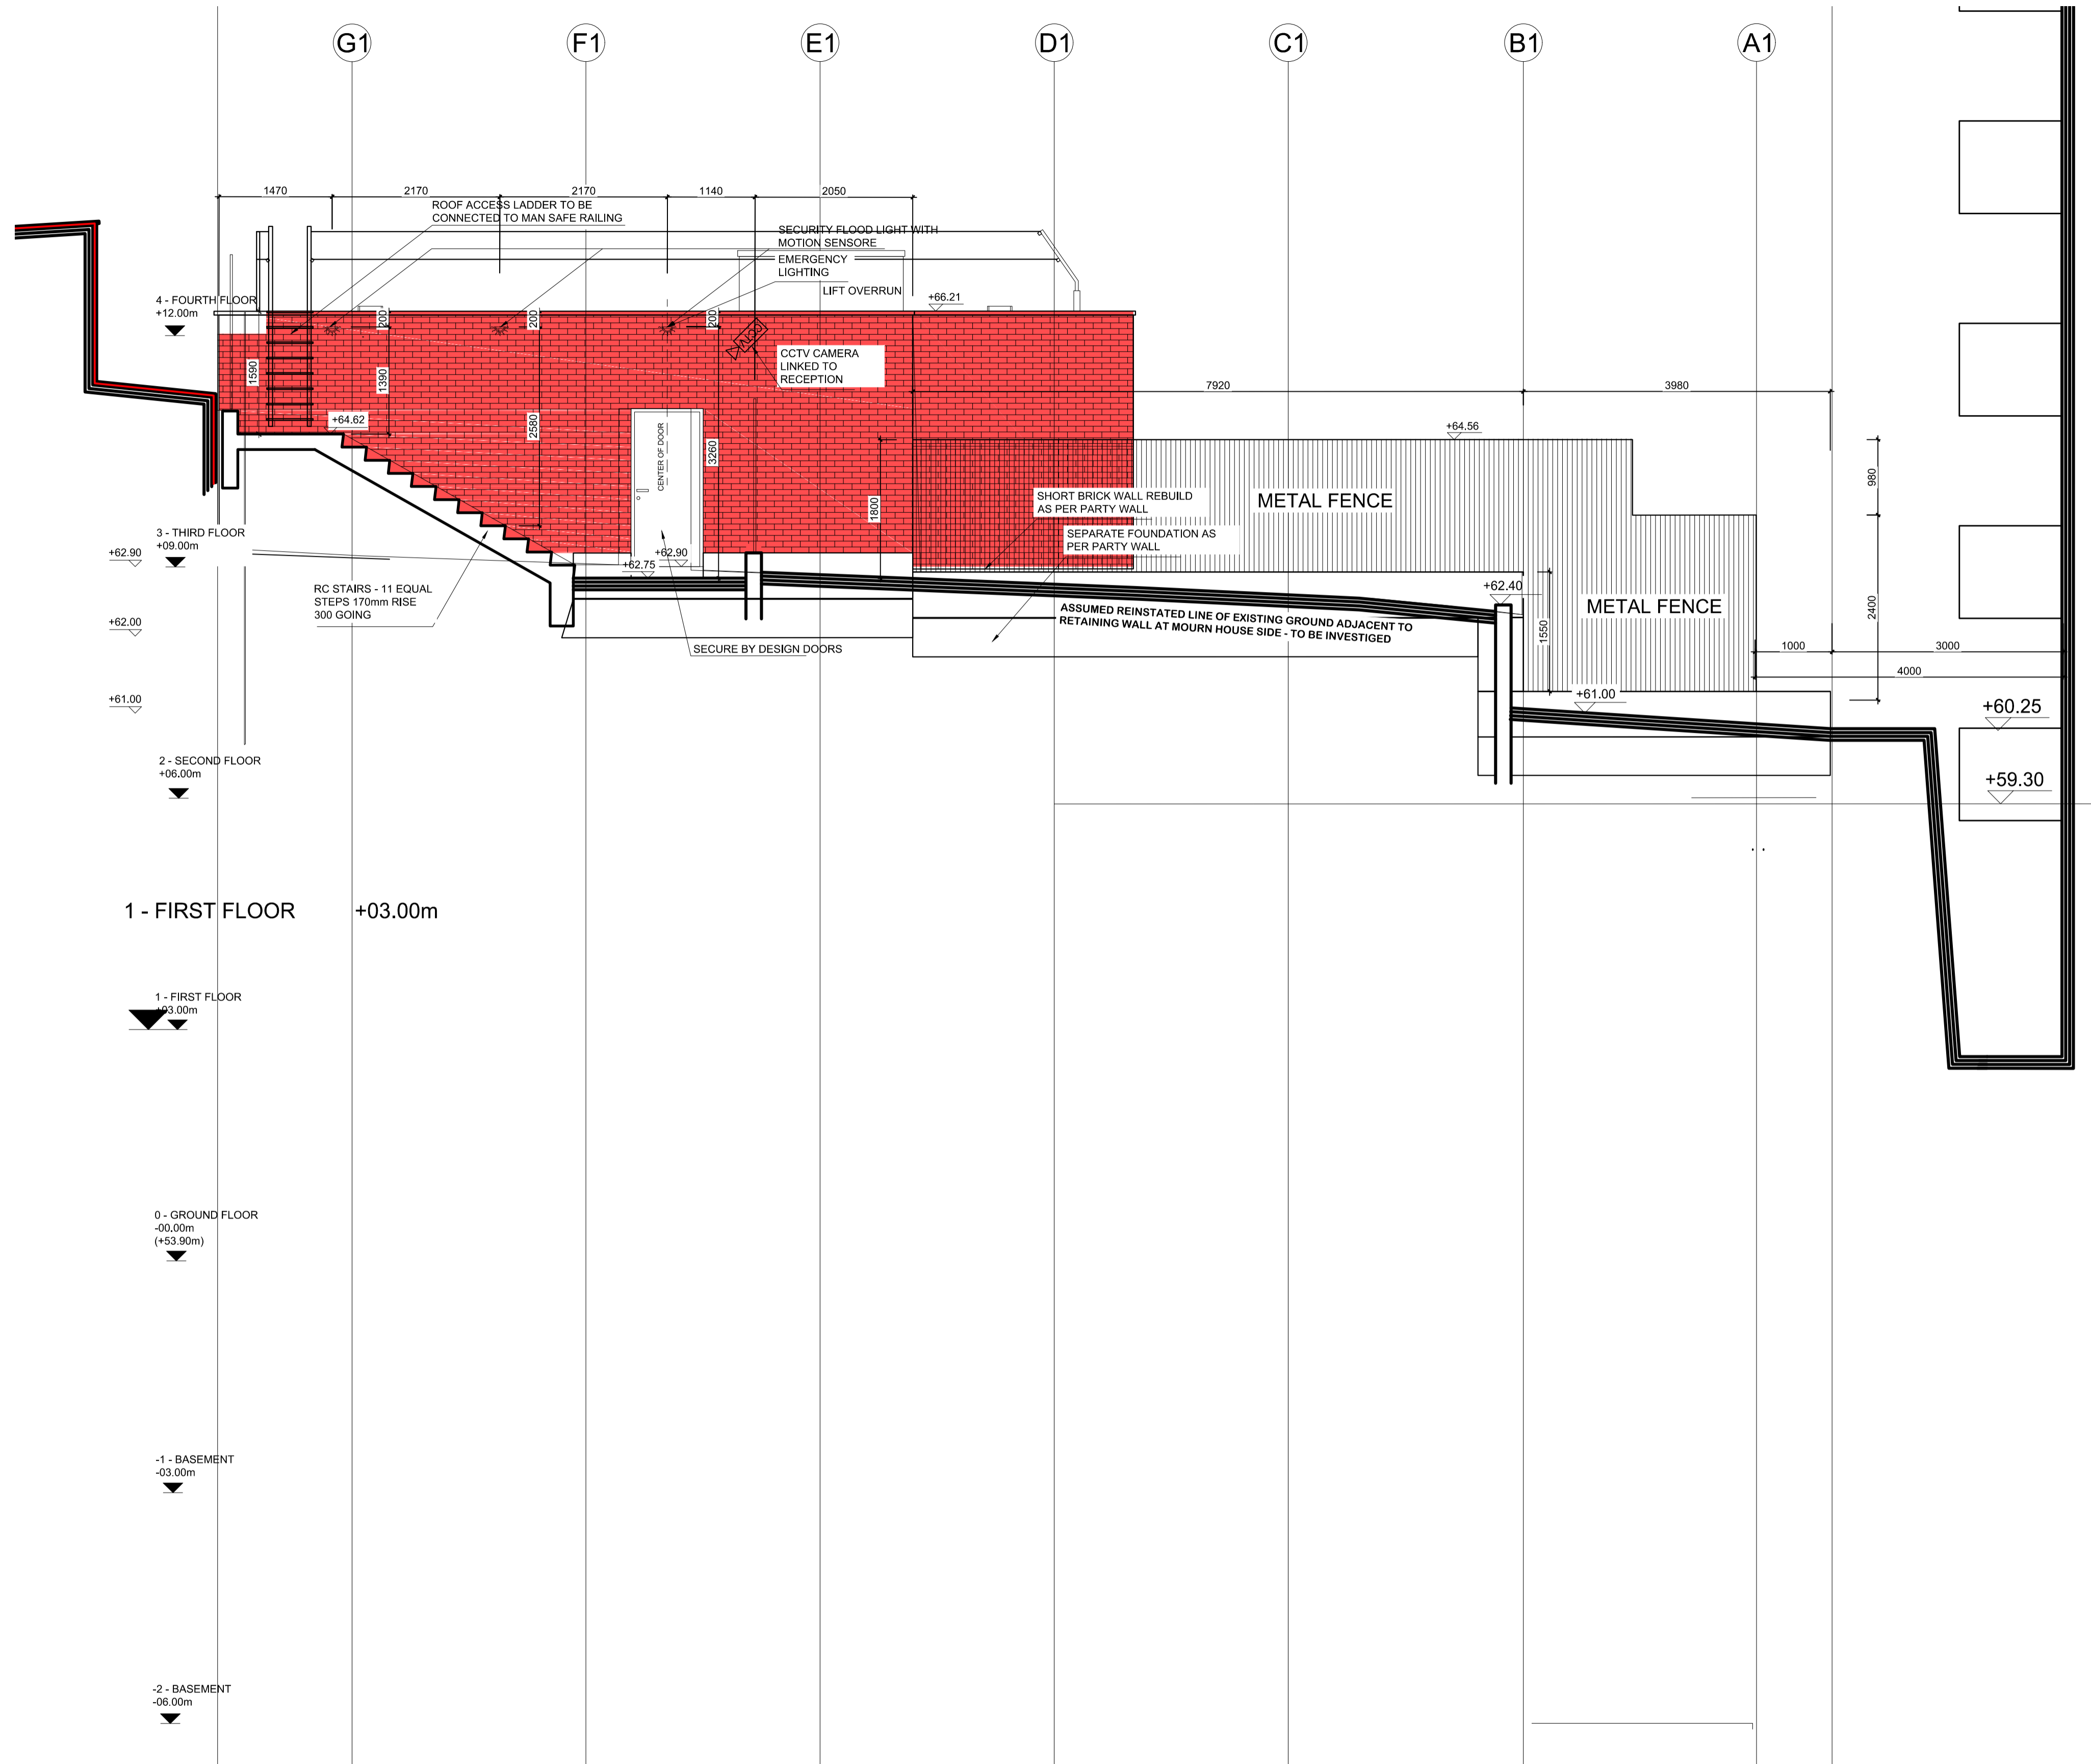 G1
F1
E1
D1
C1
B1
A1
1470
2170
2170
1140
2050
ROOF ACCESS LADDER TO BE
CONNECTED TO MAN SAFE RAILING
SECURITY FLOOD LIGHT WITH
MOTION SENSORE
EMERGENCY
LIGHTING
LIFT OVERRUN
4 - FOURTH FLOOR
+12.00m
+66.21
200
200
200
CCTV
CCTV CAMERA
LINKED TO
RECEPTION
1590
1390
7920
3980
+64.62
2580
CENTER OF DOOR
3260
+64.56
980
1800
SHORT BRICK WALL REBUILD
AS PER PARTY WALL
METAL FENCE
SEPARATE FOUNDATION AS
PER PARTY WALL
3 - THIRD FLOOR
+09.00m
+62.90
+62.90
+62.75
RC STAIRS - 11 EQUAL
STEPS 170mm RISE
300 GOING
+62.40
METAL FENCE
2400
ASSUMED REINSTATED LINE OF EXISTING GROUND ADJACENT TO
RETAINING WALL AT MOURN HOUSE SIDE - TO BE INVESTIGED
1550
+62.00
SECURE BY DESIGN DOORS
1000
3000
4000
+61.00
+61.00
+60.25
2 - SECOND FLOOR
+06.00m
+59.30
1 - FIRST FLOOR +03.00m
1 - FIRST FLOOR
+03.00m
0 - GROUND FLOOR
-00.00m
(+53.90m)
-1 - BASEMENT
-03.00m
-2 - BASEMENT
-06.00m